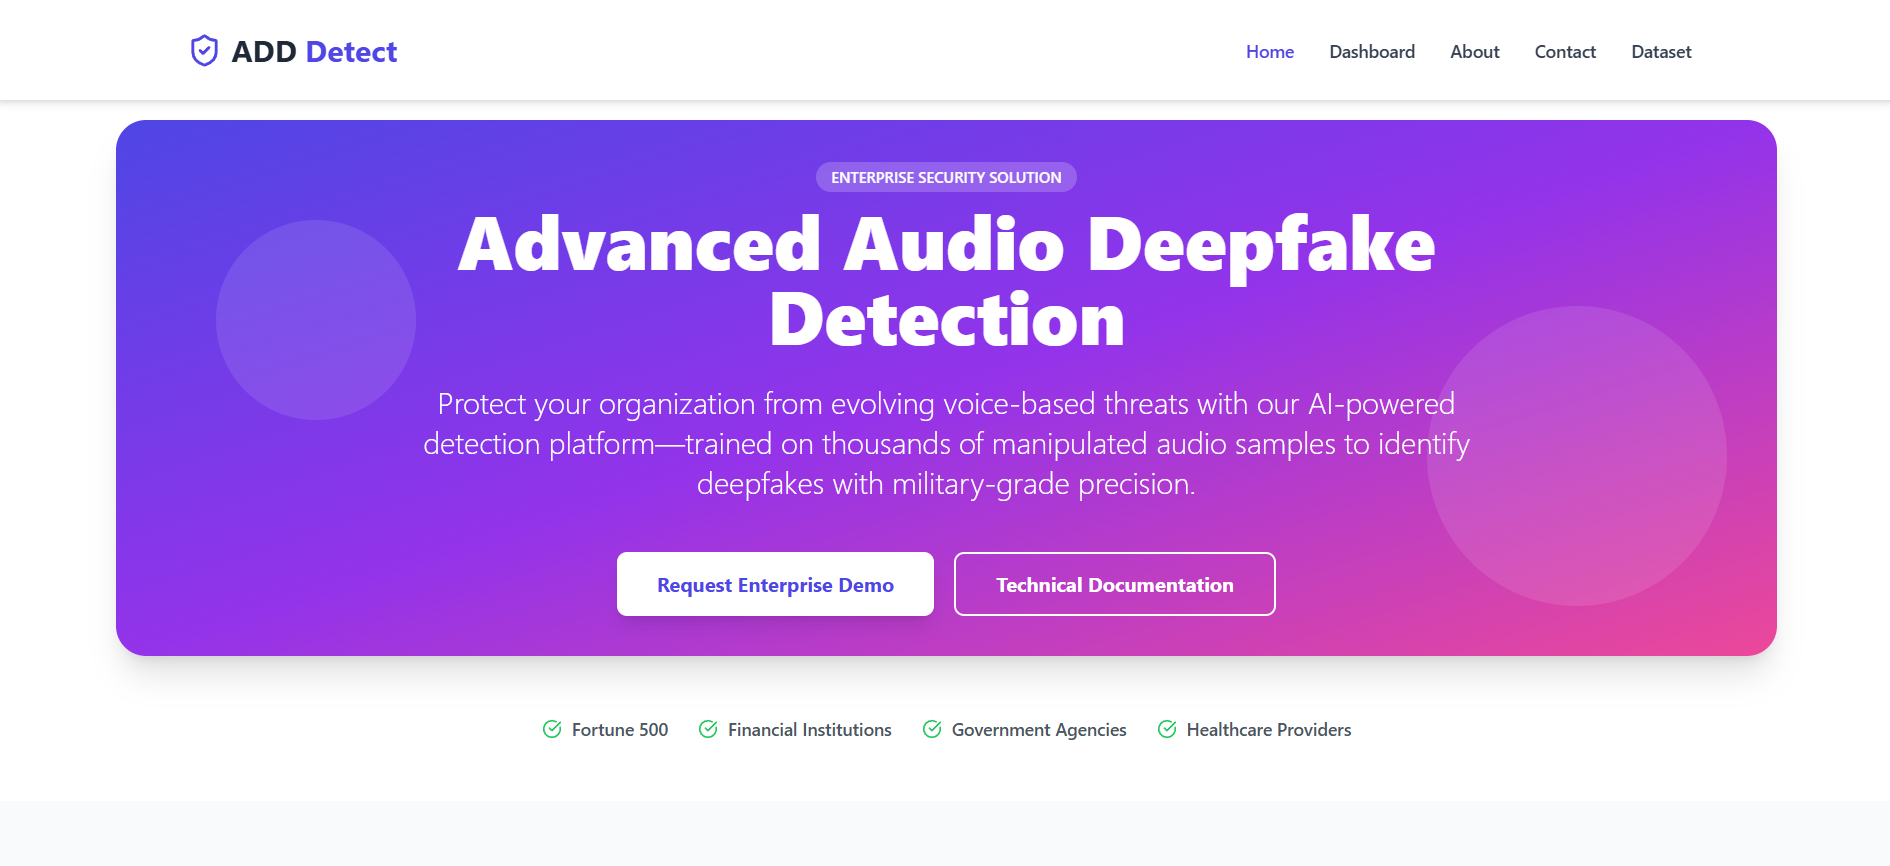 ADD Detect
Home Dashboard About Contact Dataset
ENTERPRISE SECURITY SOLUTION
Advanced Audio Deepfake
Detection
Protect your organization from evolving voice-based threats with our AI-powered
detection platform—trained on thousands of manipulated audio samples to identify
deepfakes with military-grade precision.
Request Enterprise Demo Technical Documentation
Fortune 500 Financial Institutions Government Agencies Healthcare Providers